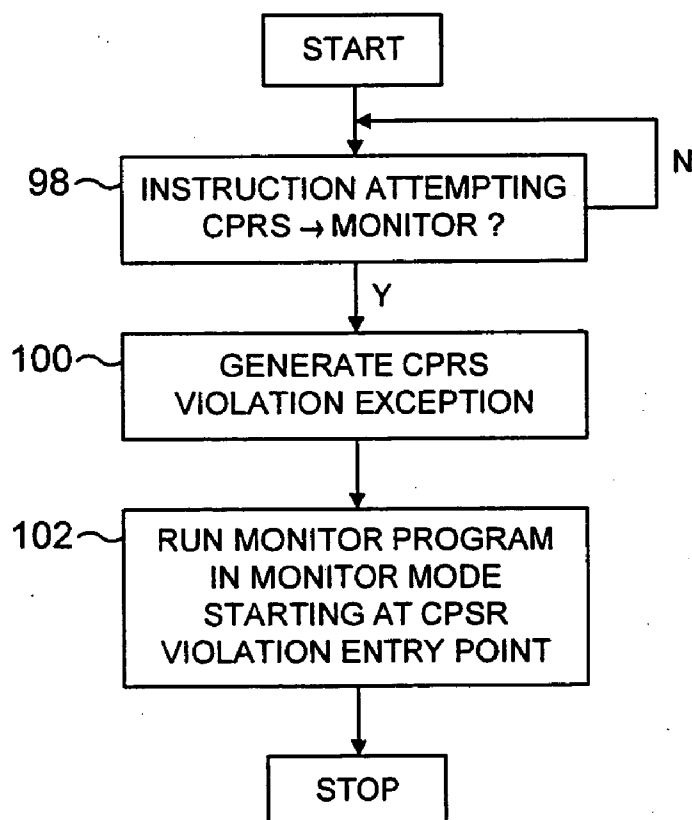 START
98
INSTRUCTION ATTEMPTING
CPRS → MONITOR ?
N
Y
100
GENERATE CPRS
VIOLATION EXCEPTION
102
RUN MONITOR PROGRAM
IN MONITOR MODE
STARTING AT CPSR
VIOLATION ENTRY POINT
STOP